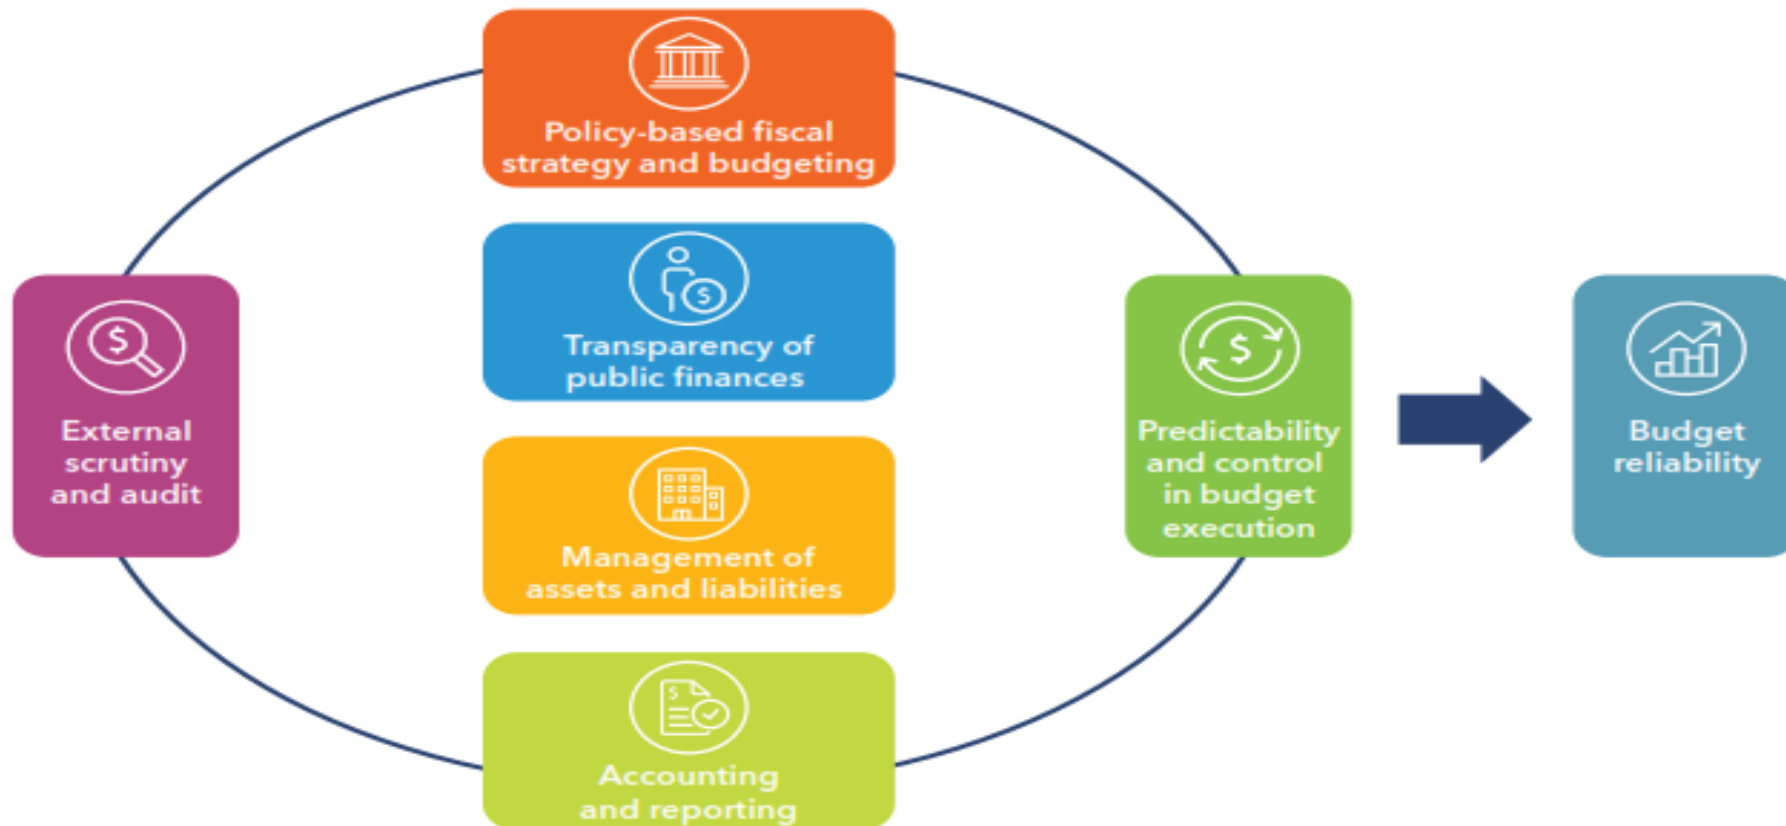 Policy-based fiscal
strategy and budgeting
Transparency of
public finances
Management of
assets and liabilities
Accounting
and reporting
External
scrutiny
and audit
Predictability
and control
in budget
execution
Budget
reliability
$
$
$
$